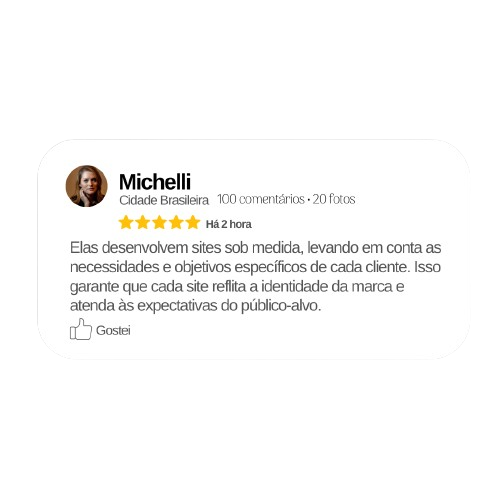 Michelli
Cidade Brasileira 100 comentários • 20 fotos
Há 2 hora
Elas desenvolvem sites sob medida, levando em conta as
necessidades e objetivos específicos de cada cliente. Isso
garante que cada site reflita a identidade da marca e
atenda às expectativas do público-alvo.
Gostei